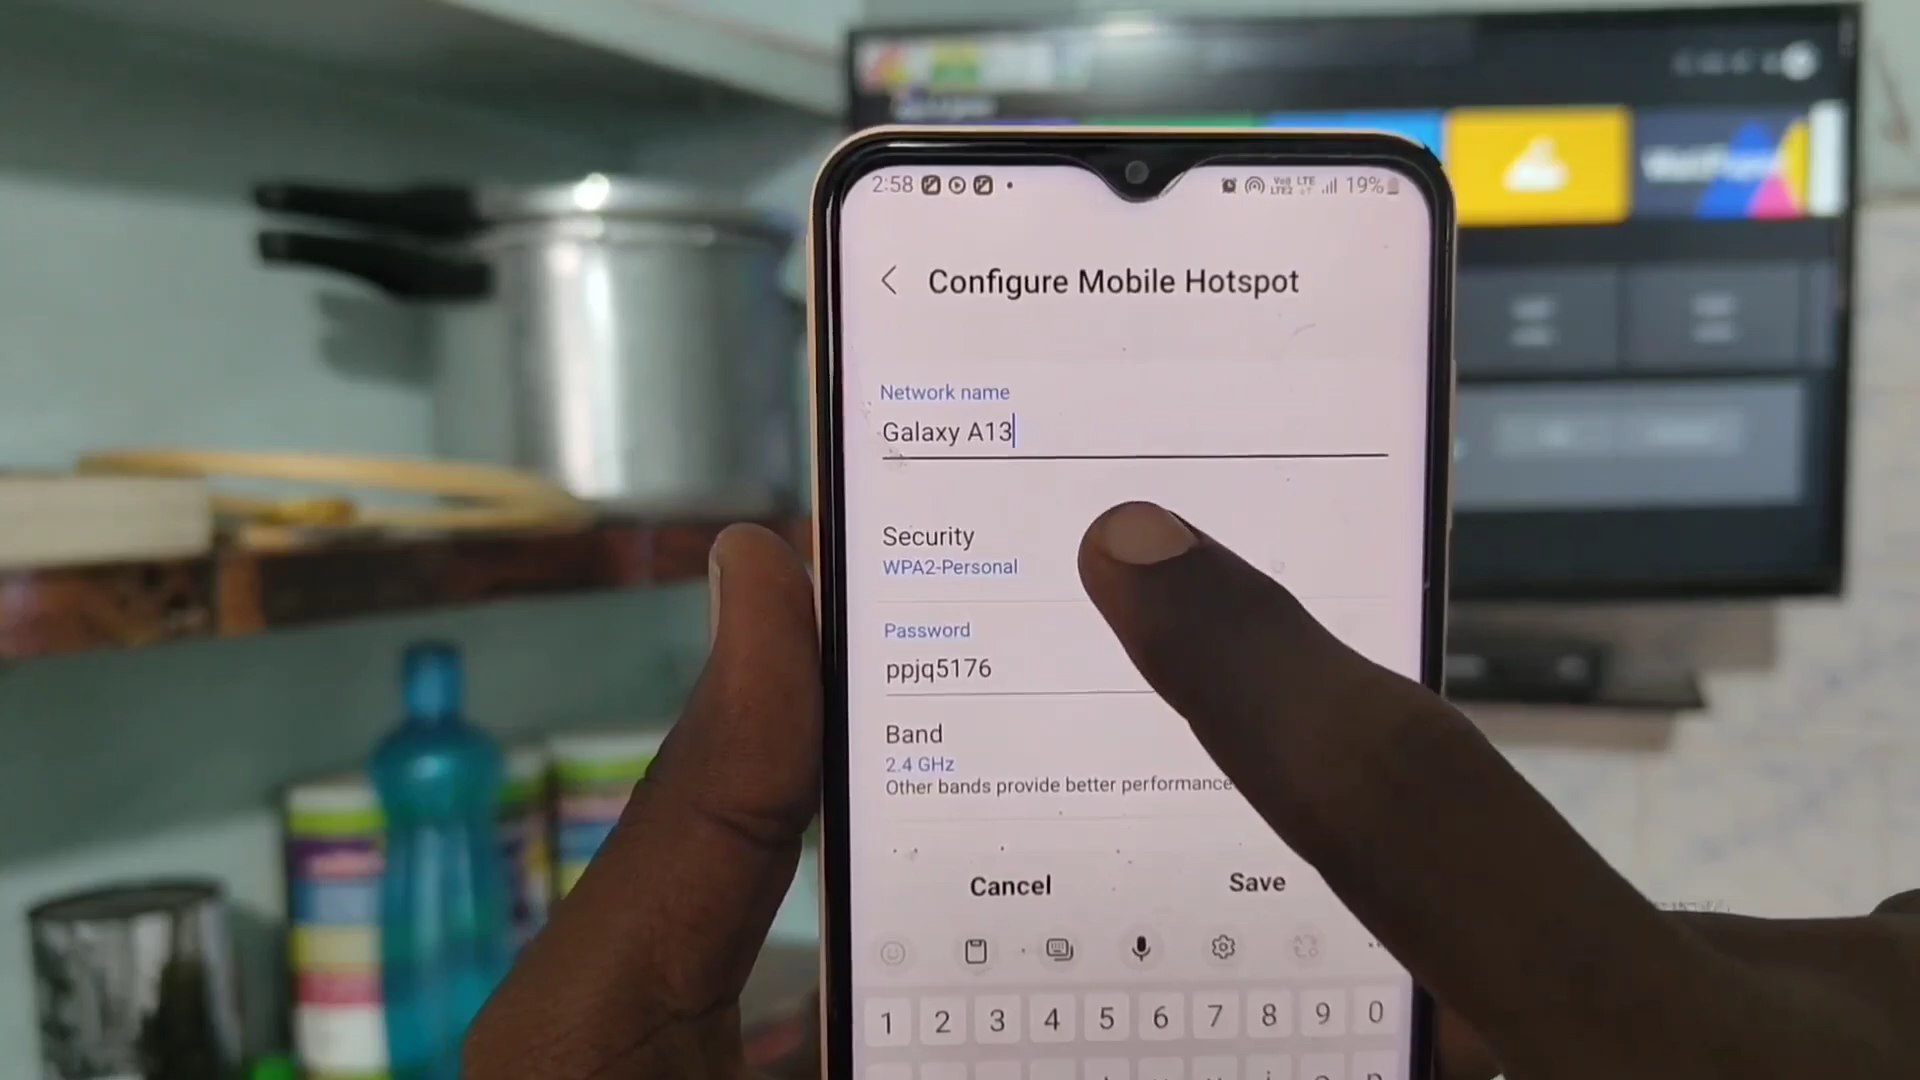 2:58
19%
Configure Mobile Hotspot
Network name
Galaxy A13
Security
WPA2-Personal
Password
ppjq5176
Band
2.4 GHz
Other bands provide better performance
Cancel
Save
1 2 3 4 5 6 7 8 9 0